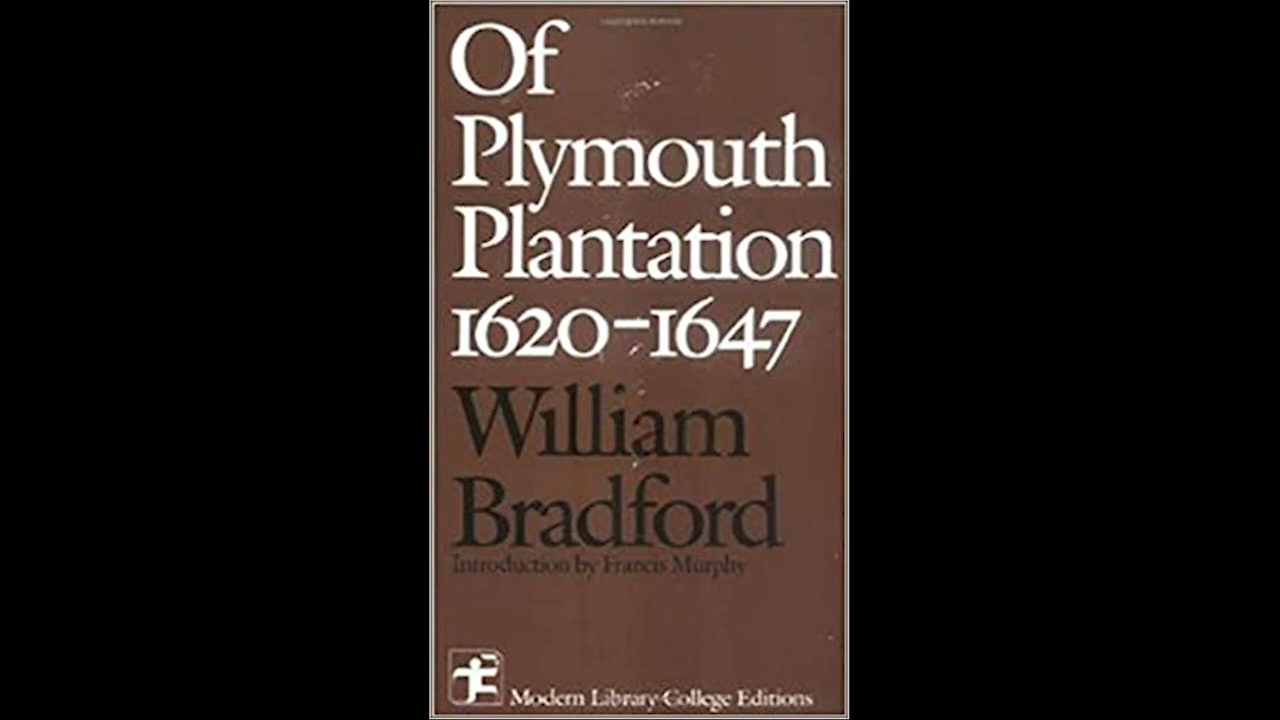 Of
Plymouth
Plantation
1620–1647
William
Bradford
Introduction by Francis Murphy
Modern Library College Editions